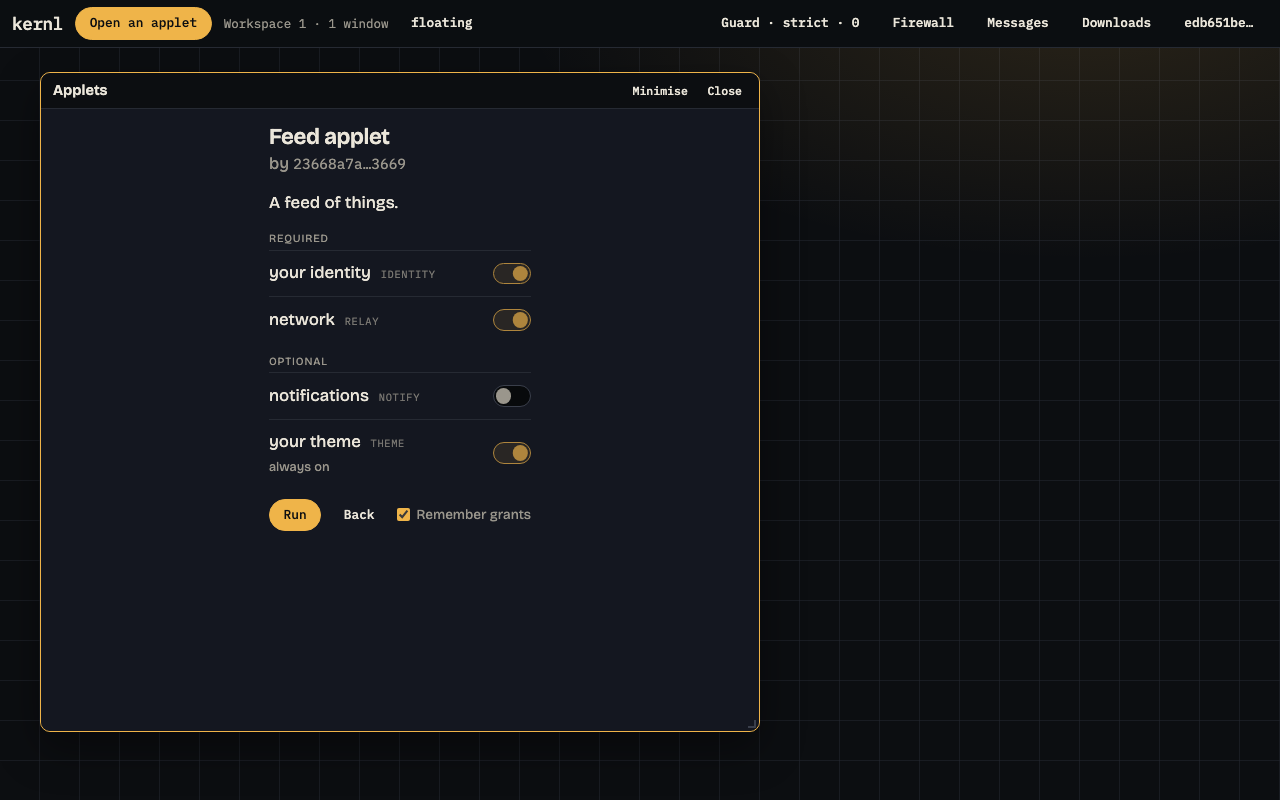 kernl Open an applet Workspace 1 · 1 window floating Guard · strict · 0 Firewall Messages Downloads edb651be…
Applets Minimise Close
Feed applet
by 23668a7a…3669
A feed of things.
REQUIRED
your identity IDENTITY
network RELAY
OPTIONAL
notifications NOTIFY
your theme THEME
always on
Run Back Remember grants